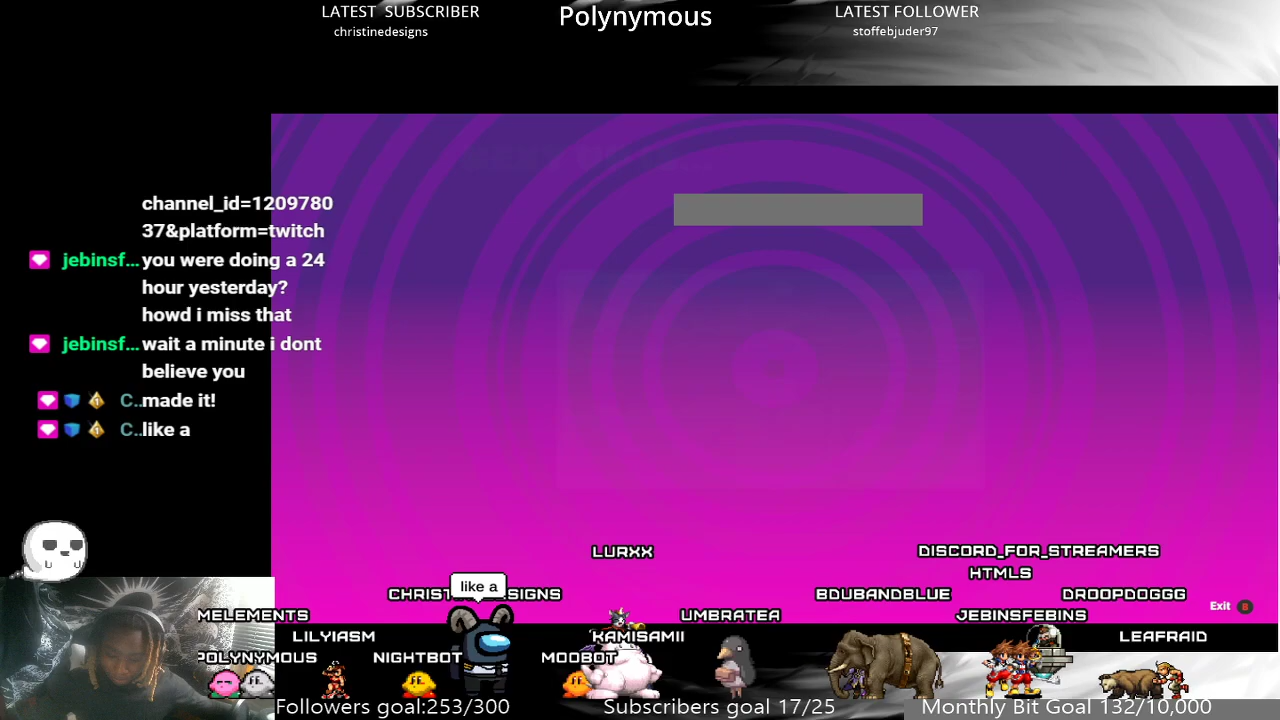 LATEST SUBSCRIBER
christinedesigns
Polynymous
LATEST FOLLOWER
stoffebjuder97
channel_id=1209780
37&platform=twitch
jebinsf... you were doing a 24
hour yesterday?
howd i miss that
jebinsf... wait a minute i dont
believe you
C.. made it!
C.. like a
LURXX
DISCORD_FOR_STREAMERS
HTMLS
like a
BDUBANDBLUE
DROOPDOGGG
Exit B
MELEMENTS
UMBRATEA
JEBINSFEBINS
LILYIASM
KAMISAMII
LEAFRAID
POLYNYMOUS
NIGHTBOT
MOOBOT
Followers goal:253/300
Subscribers goal 17/25
Monthly Bit Goal 132/10,000